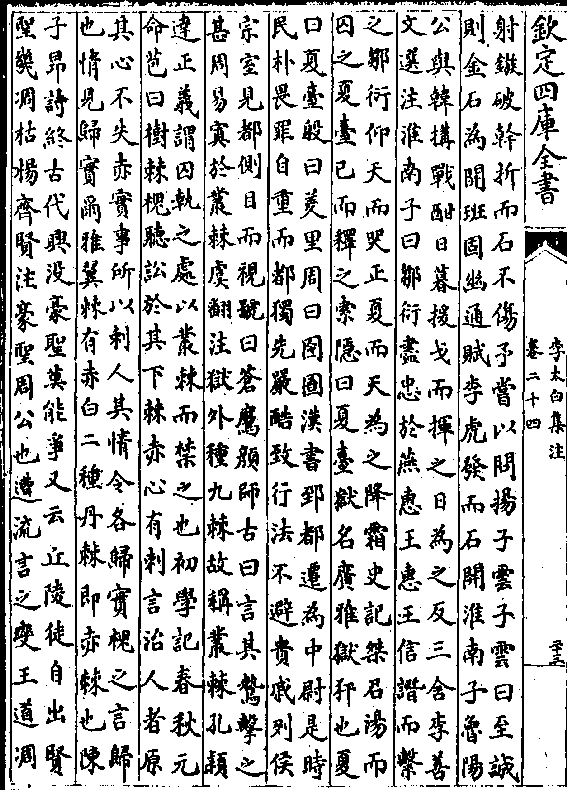 欽定四庫全書
李太白集注
卷二十四
射鏃破簳折而石不傷予嘗以問揚子雲子雲曰至誠
則金石為開班固幽通賦李虎發而石開淮南子魯陽
公與韓搆戰酣日暮援戈而揮之日為之反三舍李善
文選注淮南子曰鄒衍盡忠於燕惠王惠王信譖而繫
之鄒衍仰天而哭正夏而天為之降霜史記桀召湯而
囚之夏臺已而釋之索隱曰夏臺獄名廣雅獄犴也夏
曰夏臺殷曰羑里周曰囹圄漢書郅都遷為中尉是時
民朴畏罪自重而都獨先嚴酷致行法不避貴戚列侯
宗室見都側目而視號曰蒼鷹顏師古曰言其鷙擊之
甚周易寘於叢棘虞翻注獄外種九棘故稱叢棘孔穎
達正義謂囚執之處以叢棘而禁之也初學記春秋元
命苞曰樹棘槐聽訟於其下棘赤心有刺言治人者原
其心不失赤實事所以刺人其情令各歸實槐之言歸
也情見歸實爾雅翼棘有赤白二種丹棘即赤棘也陳
子昂詩終古代興沒豪聖莫能爭又云丘陵徒自出賢
聖幾凋枯楊齊賢注豪聖周公也遭流言之變王道凋